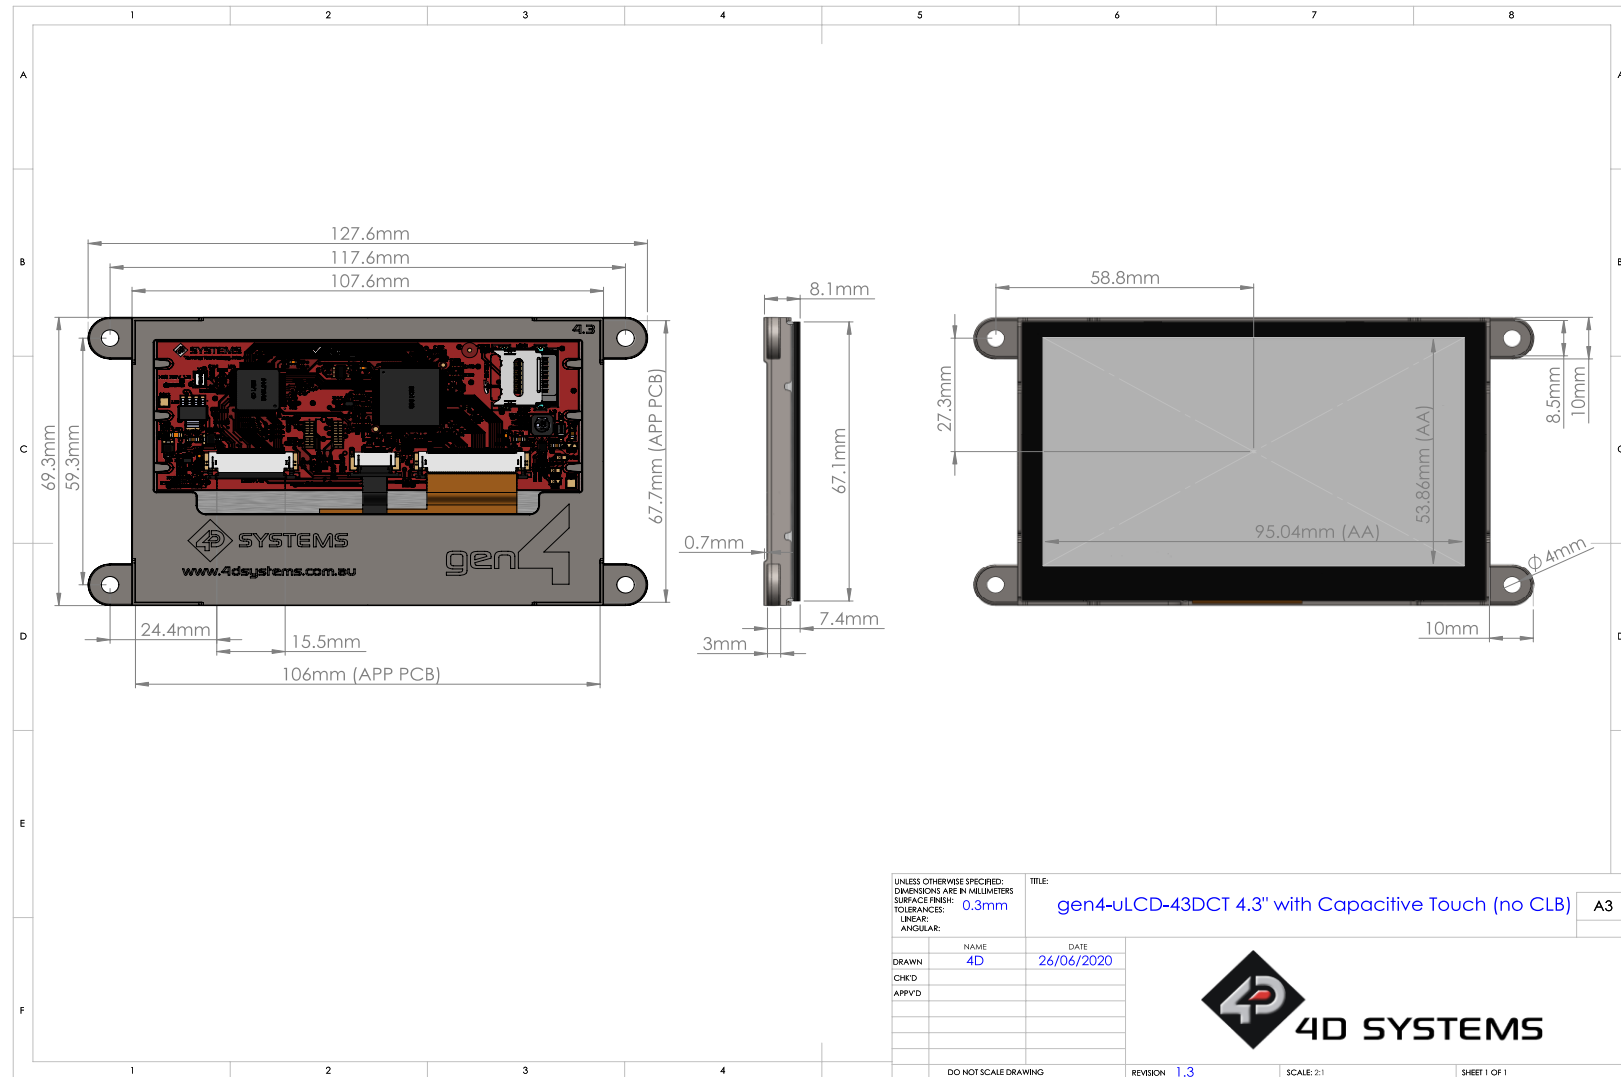 1 2 3 4 5 6 7 8
A A
B B
C C
D D
E
F
127.6mm
117.6mm
107.6mm
69.3mm
59.3mm
67.7mm (APP PCB)
4.3
SYSTEMS
4D SYSTEMS
www.4dsystems.com.au
gen4
24.4mm
15.5mm
106mm (APP PCB)
8.1mm
67.1mm
0.7mm
7.4mm
3mm
58.8mm
27.3mm
8.5mm
10mm
53.86mm (AA)
95.04mm (AA)
Ø 4mm
10mm
UNLESS OTHERWISE SPECIFIED:
DIMENSIONS ARE IN MILLIMETERS
SURFACE FINISH:
TOLERANCES: 0.3mm
LINEAR:
ANGULAR:
TITLE:
gen4-uLCD-43DCT 4.3" with Capacitive Touch (no CLB)
A3
NAME DATE
DRAWN 4D 26/06/2020
CHK'D
APPV'D
4D SYSTEMS
DO NOT SCALE DRAWING
REVISION 1.3
SCALE: 2:1
SHEET 1 OF 1
1 2 3 4